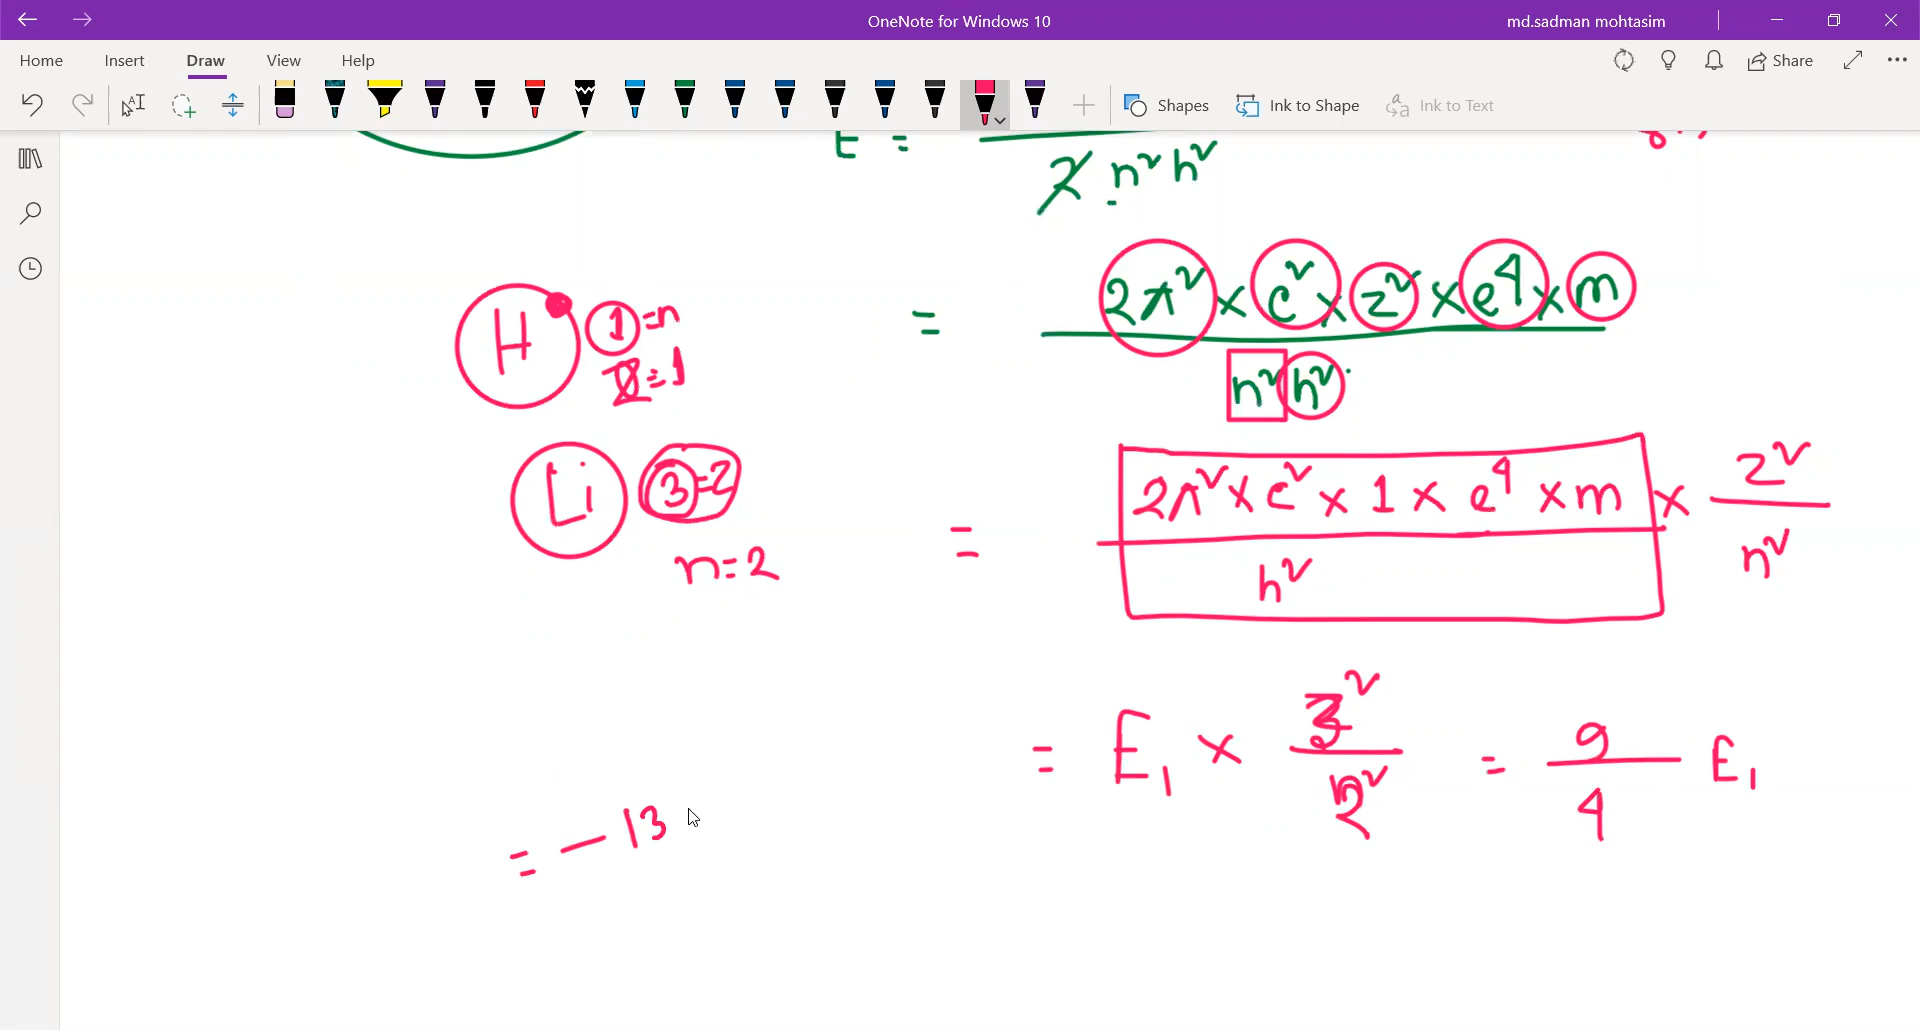 OneNote for Windows 10
md.sadman mohtasim
Home Insert Draw View Help
Share
Shapes Ink to Shape Ink to Text
E =
2 n² h²
= 2π² × c² × z² × e⁴ × m
n² h²
H 1 = n
Z = 1
Li 3 = Z
n = 2
= 2π² × c² × 1 × e⁴ × m × z²
h² n²
= E₁ × 3² = 9 E₁
2² 4
= – 13